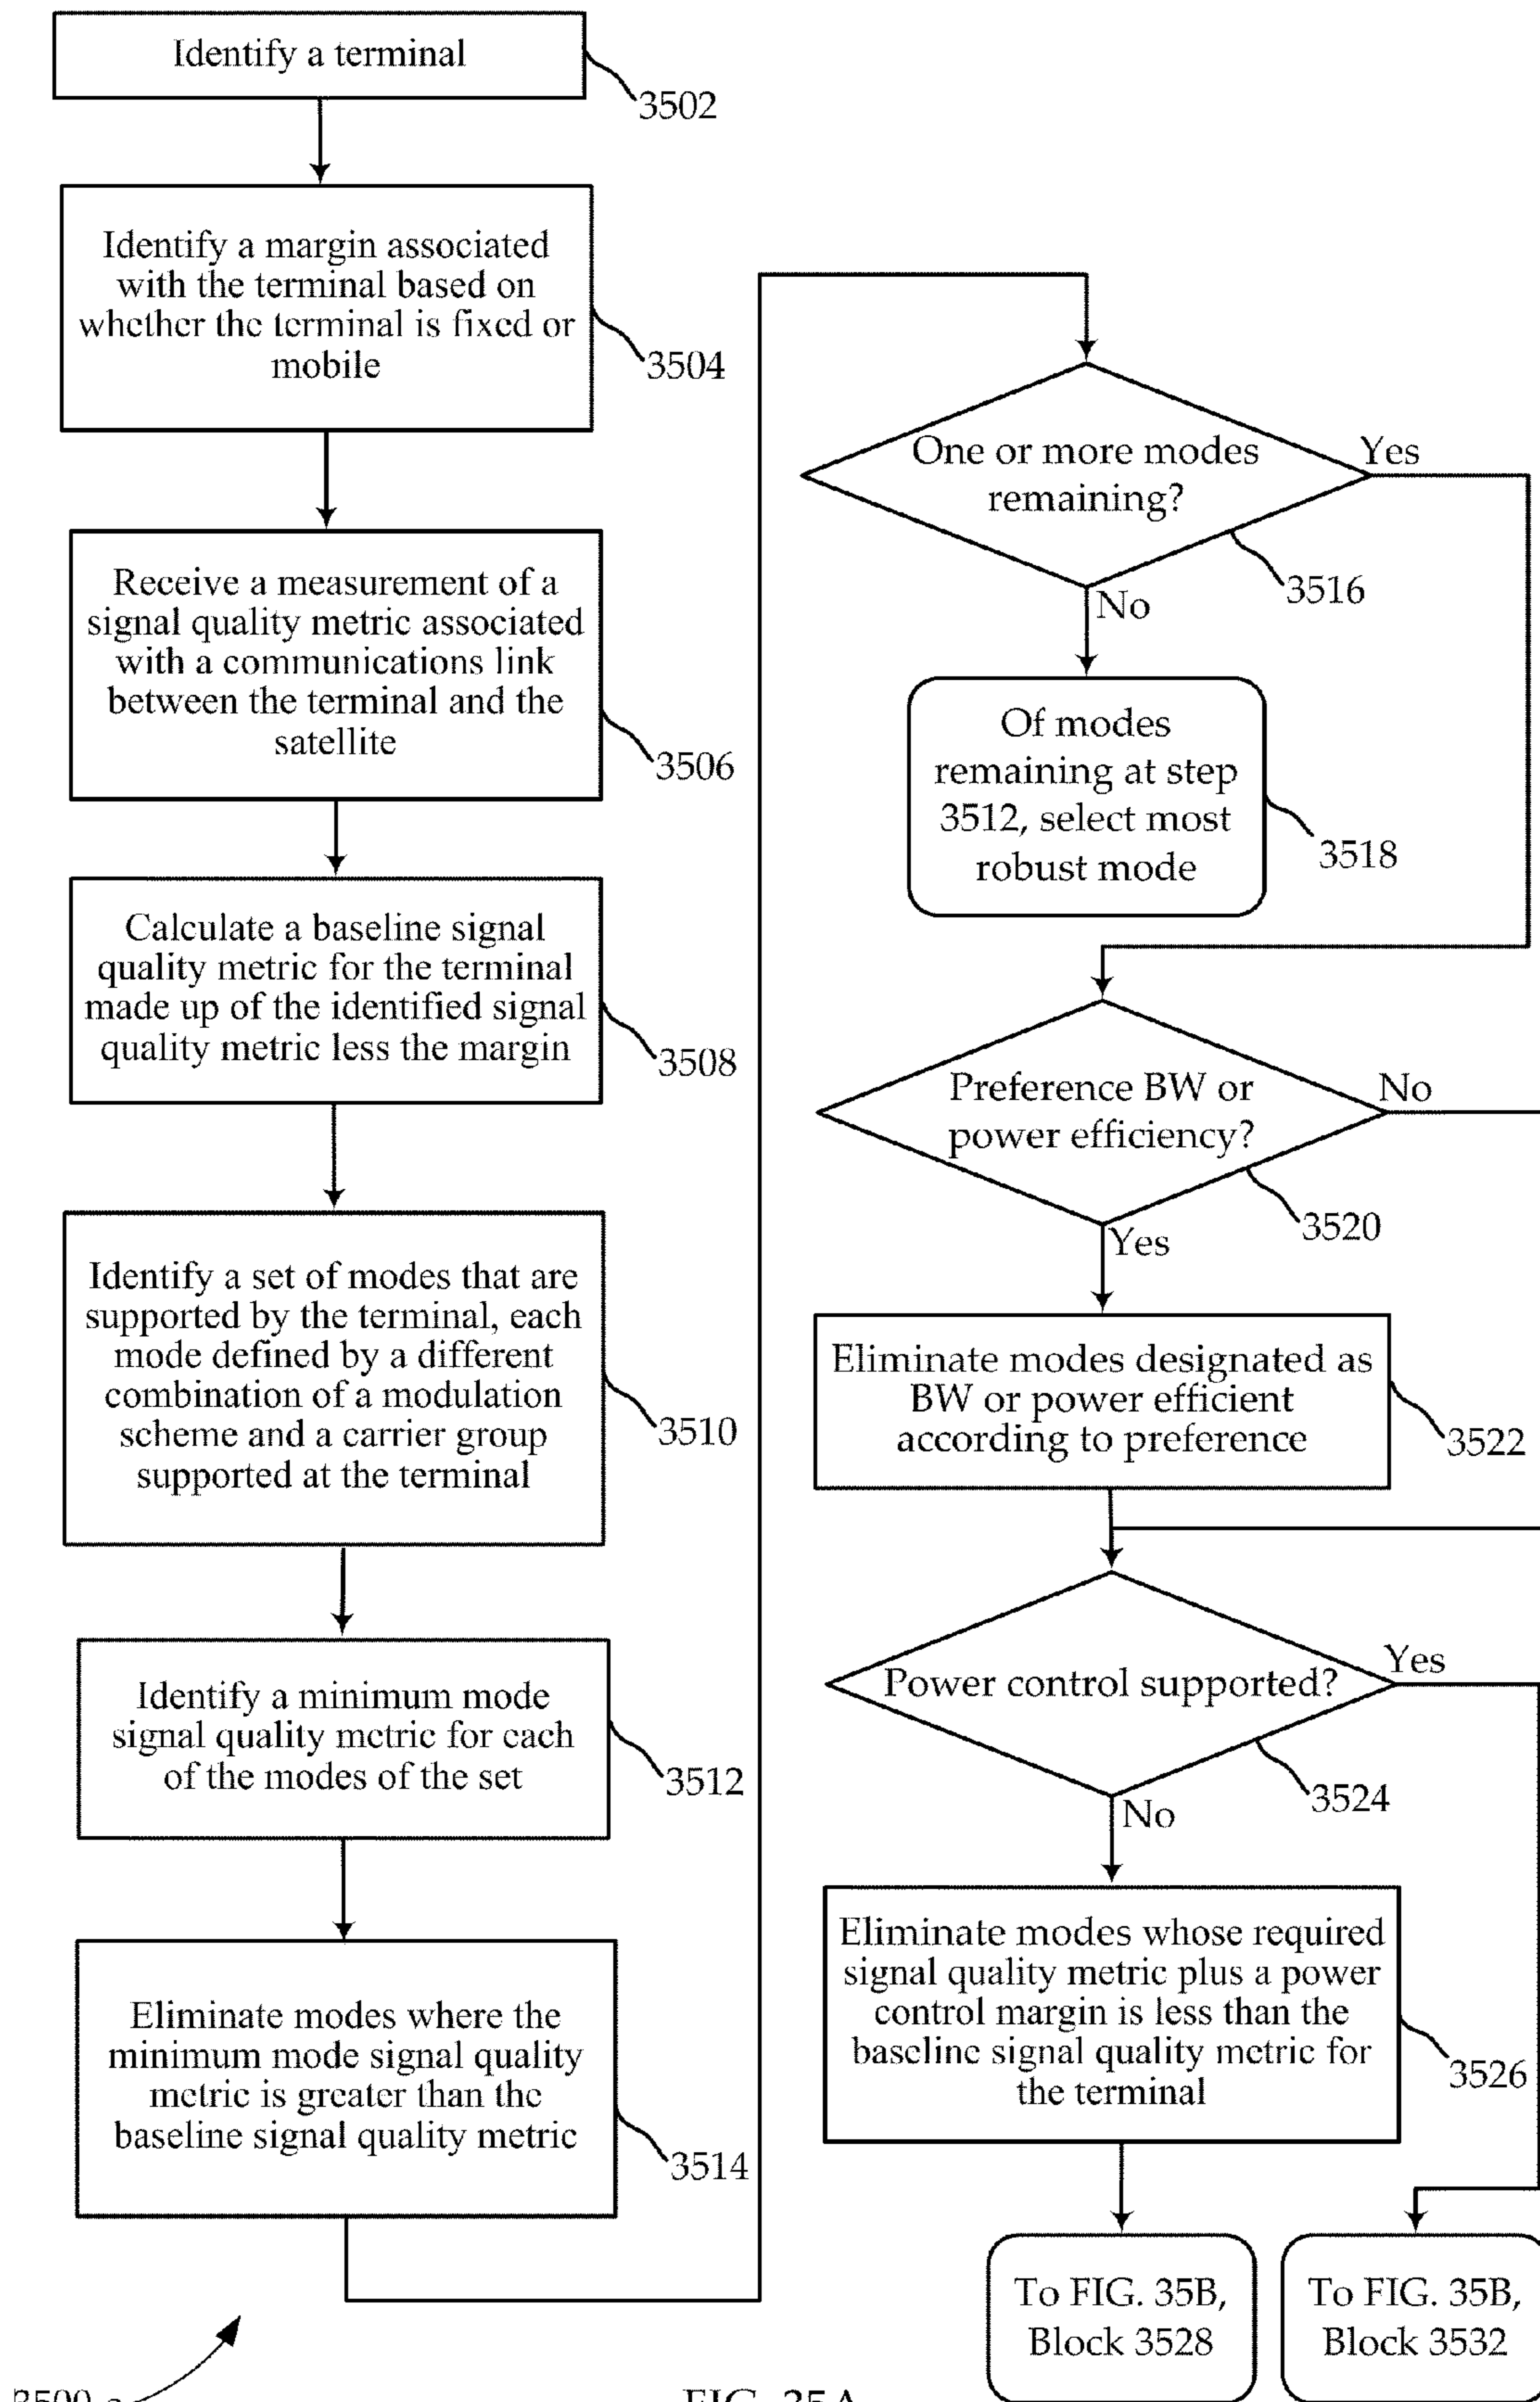 Identify a terminal
3502
Identify a margin associated
with the terminal based on
whether the terminal is fixed or
mobile
3504
Receive a measurement of a
signal quality metric associated
with a communications link
between the terminal and the
satellite
3506
Calculate a baseline signal
quality metric for the terminal
made up of the identified signal
quality metric less the margin
3508
Identify a set of modes that are
supported by the terminal, each
mode defined by a different
combination of a modulation
scheme and a carrier group
supported at the terminal
3510
Identify a minimum mode
signal quality metric for each
of the modes of the set
3512
Eliminate modes where the
minimum mode signal quality
metric is greater than the
baseline signal quality metric
3514
One or more modes
remaining?
Yes
3516
No
Of modes
remaining at step
3512, select most
robust mode
3518
Preference BW or
power efficiency?
No
3520
Yes
Eliminate modes designated as
BW or power efficient
according to preference
3522
Power control supported?
Yes
3524
No
Eliminate modes whose required
signal quality metric plus a power
control margin is less than the
baseline signal quality metric for
the terminal
3526
To FIG. 35B,
Block 3528
To FIG. 35B,
Block 3532
3500-a
FIG. 35A